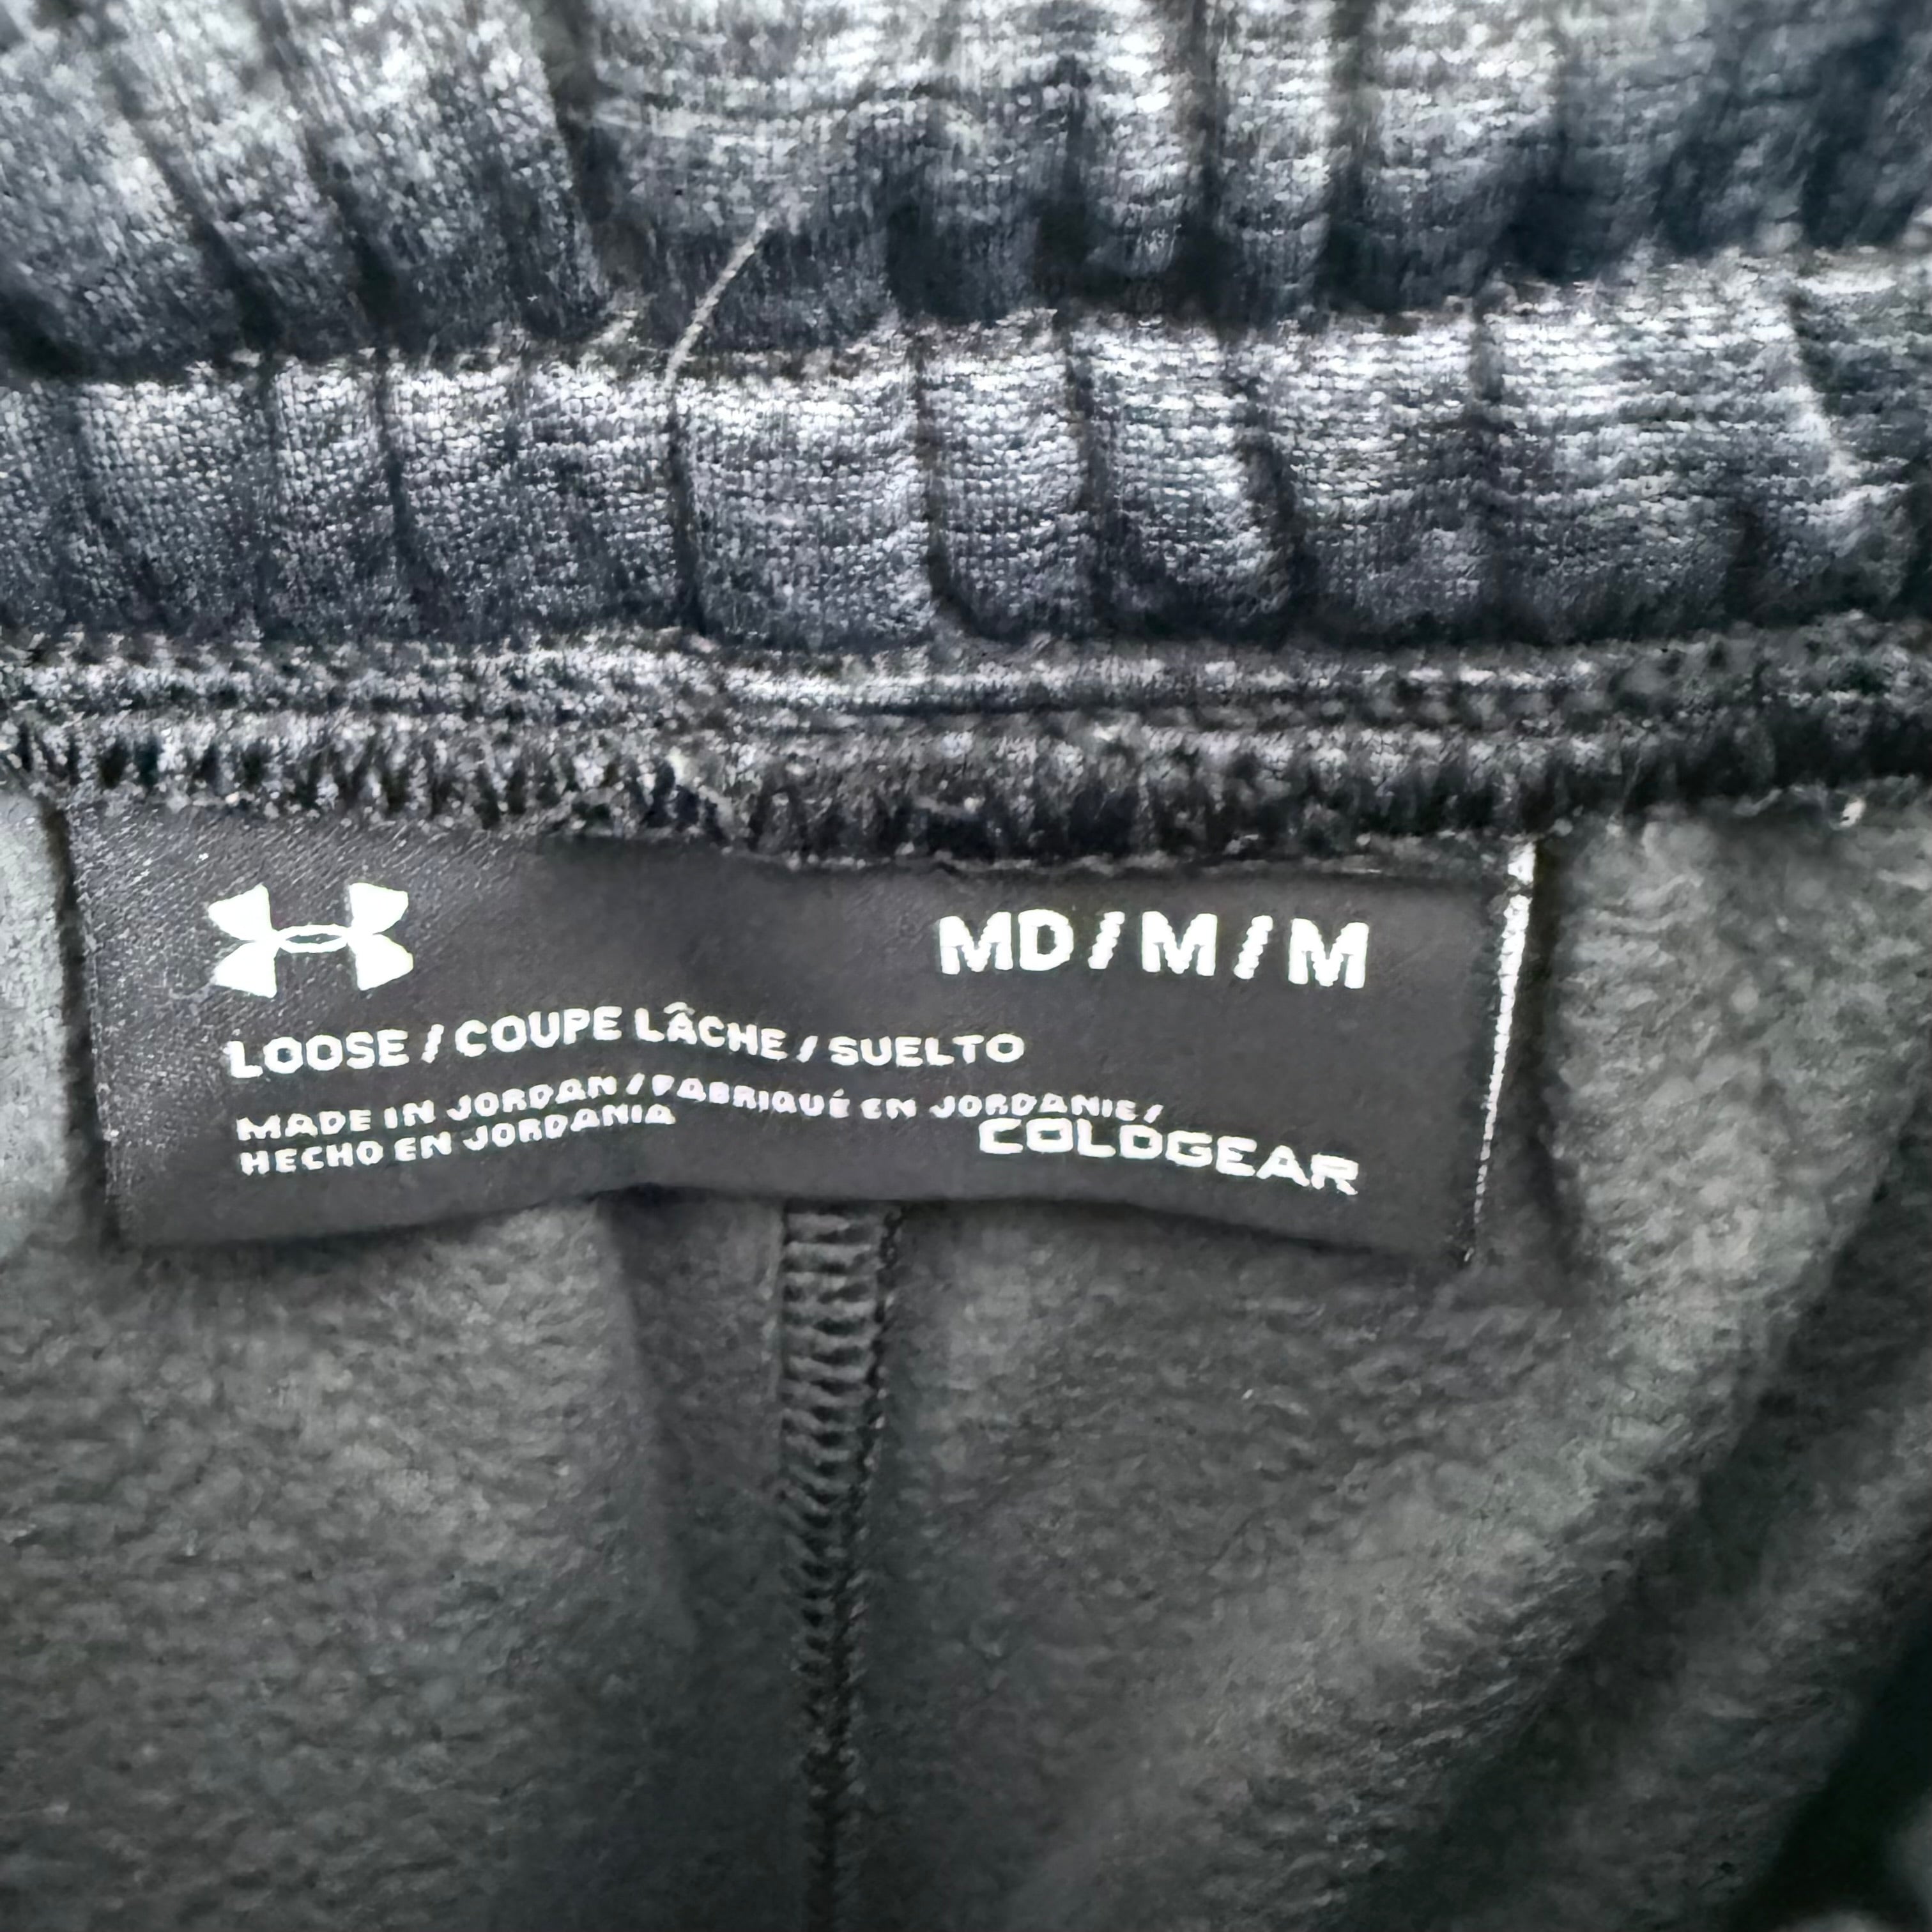 MD / M / M
LOOSE / COUPE LÂCHE / SUELTO
MADE IN JORDAN / FABRIQUÉ EN JORDANIE /
HECHO EN JORDANIA
COLDGEAR